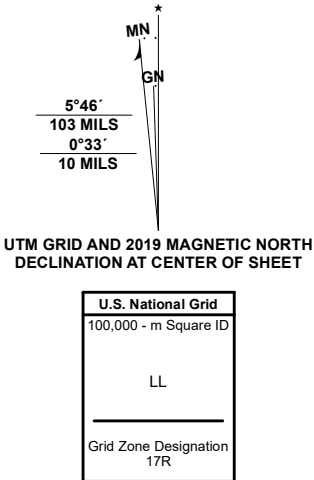 MN
GN
5°46´
103 MILS
0°33´
10 MILS
UTM GRID AND 2019 MAGNETIC NORTH
DECLINATION AT CENTER OF SHEET
U.S. National Grid
100,000 - m Square ID
LL
Grid Zone Designation
17R